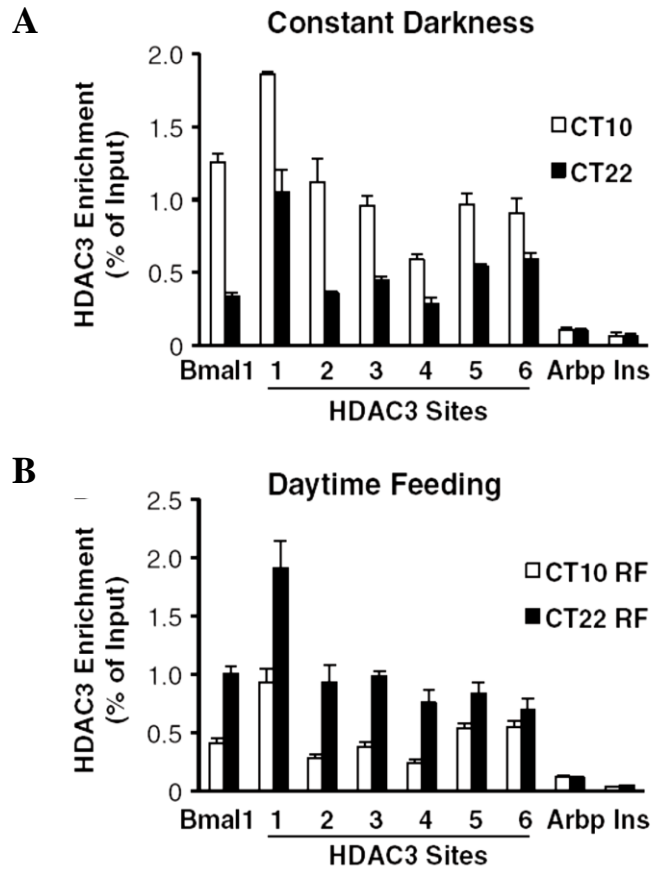 A
Constant Darkness
HDAC3 Enrichment
(% of Input)
2.0
1.5
1.0
0.5
0
CT10
CT22
Bmal1 1 2 3 4 5 6 Arbp Ins
HDAC3 Sites
B
Daytime Feeding
HDAC3 Enrichment
(% of Input)
2.5
2.0
1.5
1.0
0.5
0
CT10 RF
CT22 RF
Bmal1 1 2 3 4 5 6 Arbp Ins
HDAC3 Sites